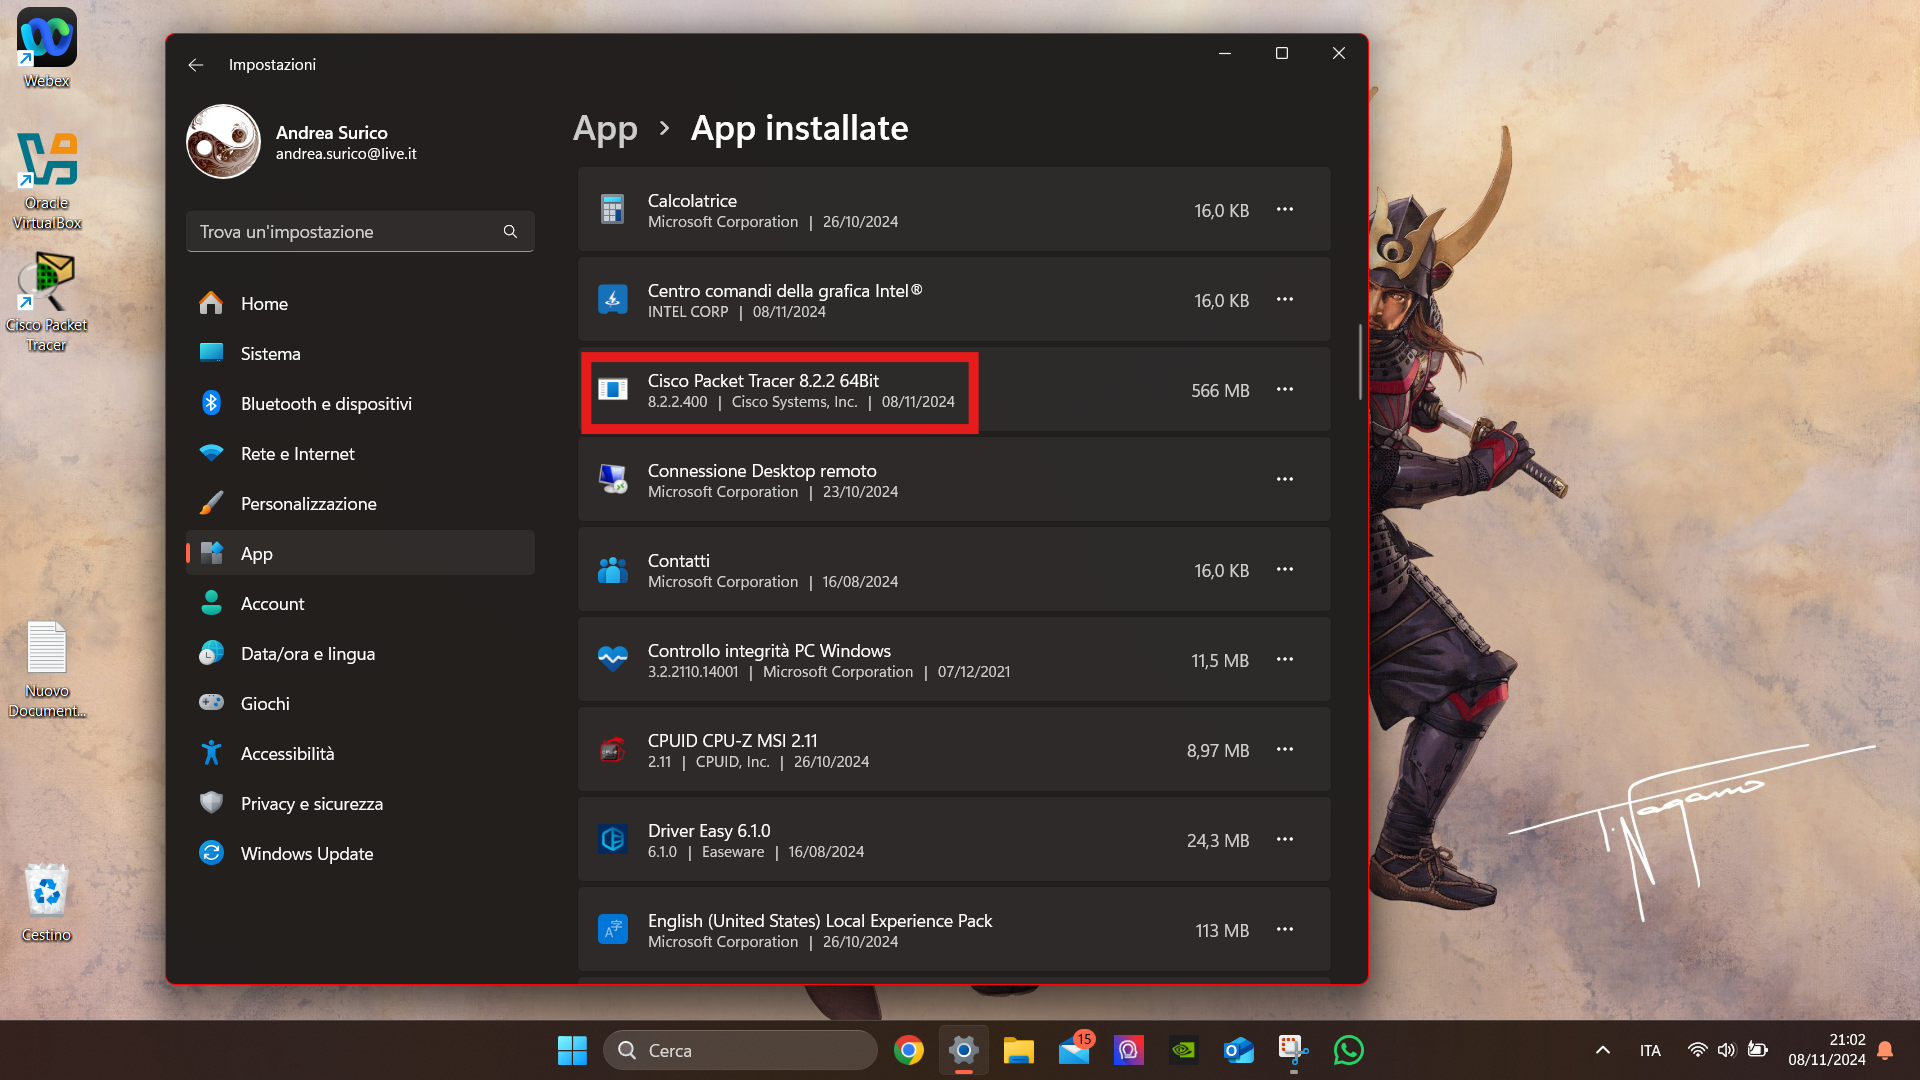 Webex
Oracle
VirtualBox
Cisco Packet
Tracer
Nuovo
Document...
Cestino
Impostazioni
Andrea Surico
andrea.surico@live.it
Trova un'impostazione
Home
Sistema
Bluetooth e dispositivi
Rete e Internet
Personalizzazione
App
Account
Data/ora e lingua
Giochi
Accessibilità
Privacy e sicurezza
Windows Update
App › App installate
Calcolatrice
Microsoft Corporation | 26/10/2024
16,0 KB
Centro comandi della grafica Intel®
INTEL CORP | 08/11/2024
16,0 KB
Cisco Packet Tracer 8.2.2 64Bit
8.2.2.400 | Cisco Systems, Inc. | 08/11/2024
566 MB
Connessione Desktop remoto
Microsoft Corporation | 23/10/2024
Contatti
Microsoft Corporation | 16/08/2024
16,0 KB
Controllo integrità PC Windows
3.2.2110.14001 | Microsoft Corporation | 07/12/2021
11,5 MB
CPUID CPU-Z MSI 2.11
2.11 | CPUID, Inc. | 26/10/2024
8,97 MB
Driver Easy 6.1.0
6.1.0 | Easeware | 16/08/2024
24,3 MB
English (United States) Local Experience Pack
Microsoft Corporation | 26/10/2024
113 MB
T. Nagano
Cerca
15
ITA
21:02
08/11/2024